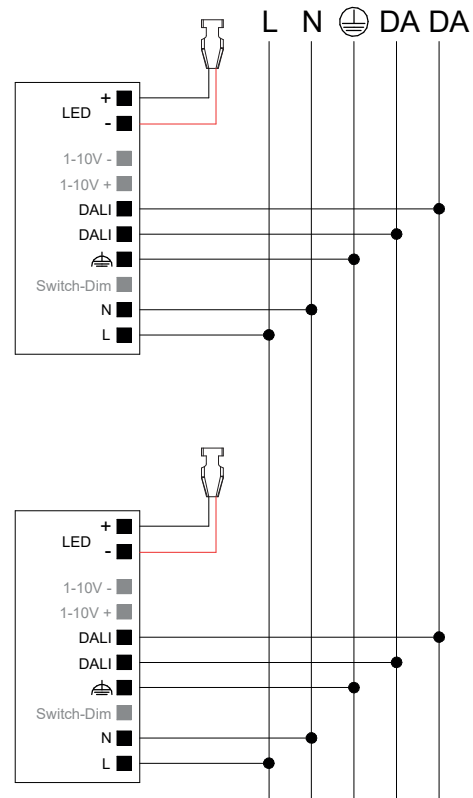 L N DA DA
+
LED
-
1-10V -
1-10V +
DALI
DALI
Switch-Dim
N
L
+
LED
-
1-10V -
1-10V +
DALI
DALI
Switch-Dim
N
L